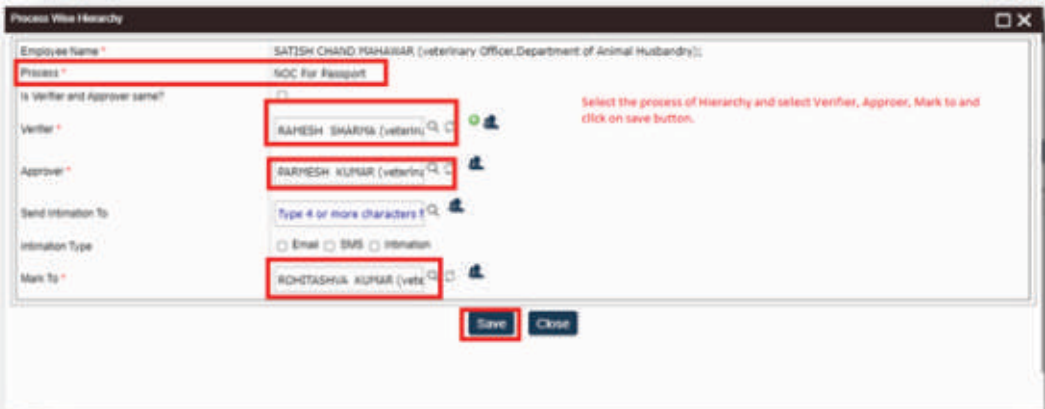 Process Wise Hierarchy
Employee Name * SATISH CHAND MAHAWAR (veterinary Officer,Department of Animal Husbandry);
Process * NOC For Passport
Is Verifier and Approver same?
Select the process of Hierarchy and select Verifier, Approer, Mark to and
click on save button.
Verifier * RAMESH SHARMA (veterin
Approver * PARMESH KUMAR (veterina
Send Intimation To Type 4 or more characters f
Intimation Type Email SMS Intimation
Mark To * ROHITASHVA KUMAR (vete
Save Close